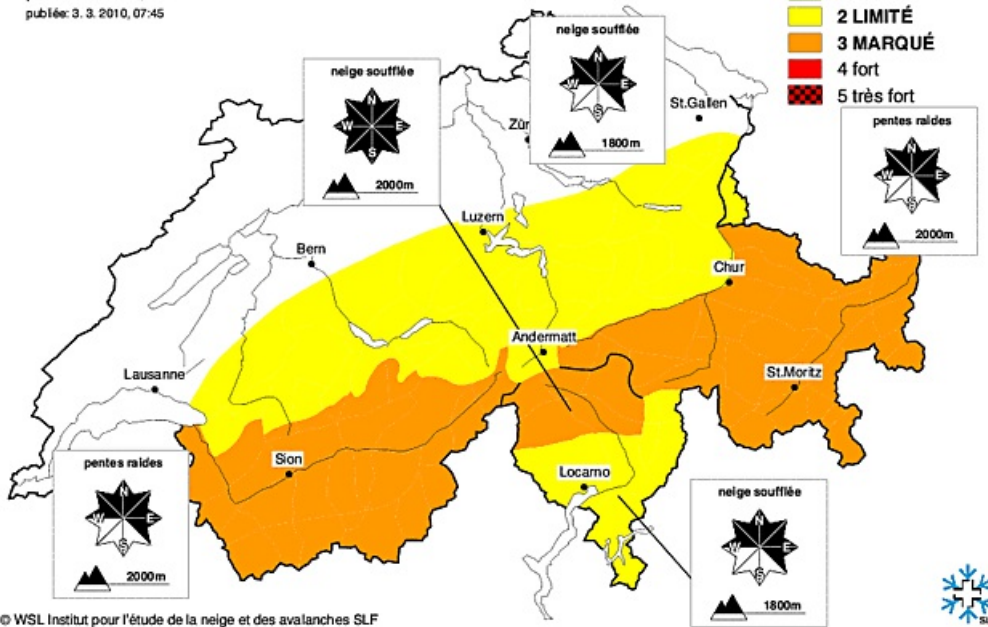 publiée: 3. 3. 2010, 07:45
2 LIMITÉ
3 MARQUÉ
4 fort
5 très fort
neige soufflée
N
W E
S
2000m
neige soufflée
N
W E
S
1800m
pentes raides
N
W E
S
2000m
St.Gallen
Zür
Luzern
Bern
Chur
Andermatt
Lausanne
St.Moritz
Sion
Locarno
pentes raides
N
W E
S
2000m
neige soufflée
N
W E
S
1800m
© WSL Institut pour l'étude de la neige et des avalanches SLF